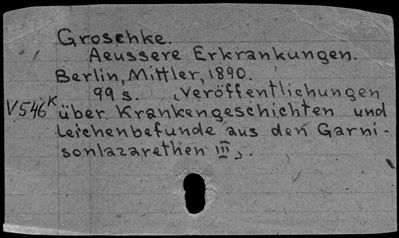 Groschke.
Aeussere Erkrankungen.
Berlin, Mittler, 1890.
99 s. (Veröffentlichungen
V546K über Krankengeschichten und
Leichenbefunde aus den Garni-
sonlazarethen III).